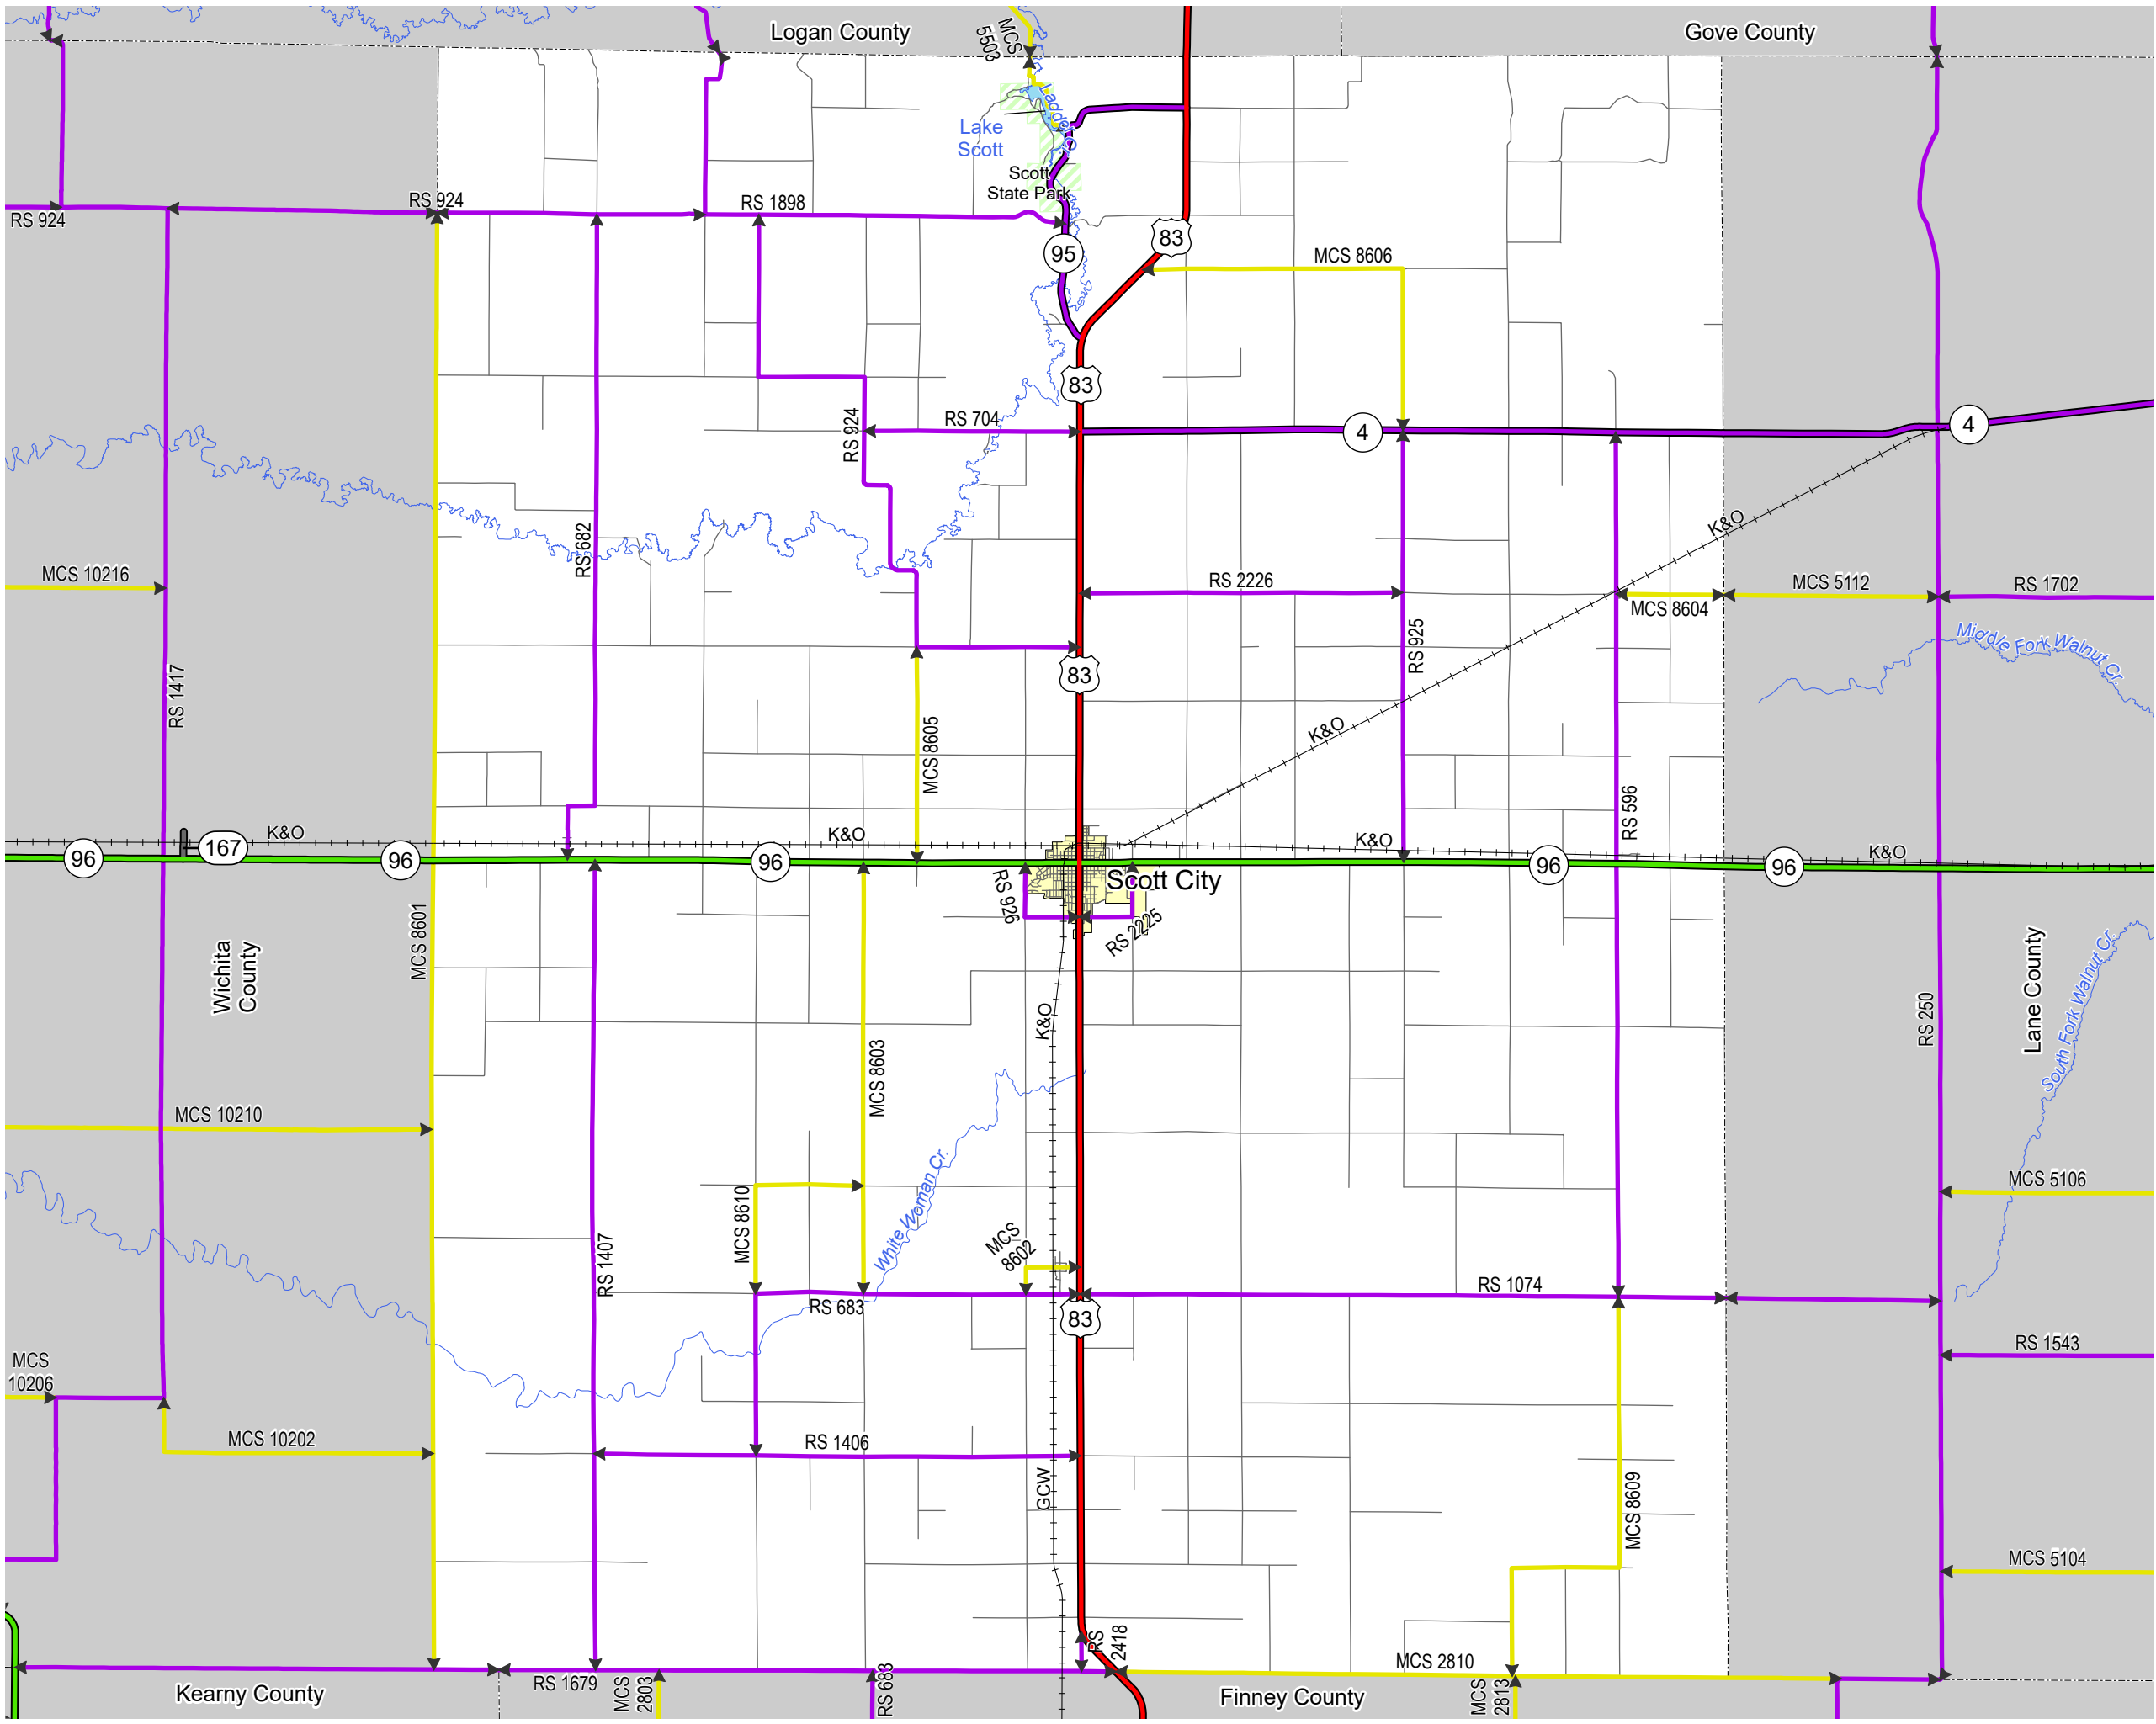 Logan County
Gove County
MCS
5503
Ladder Cr.
Lake
Scott
Scott
State Park
RS 924
RS 924
RS 1898
95
83
MCS 8606
83
RS 924
RS 704
4
4
K&O
RS 682
MCS 10216
RS 2226
MCS 8604
MCS 5112
RS 1702
Middle Fork Walnut Cr.
RS 925
RS 1417
83
K&O
MCS 8605
RS 596
K&O
K&O
K&O
K&O
96
167
96
96
96
96
Scott City
RS 926
RS 2225
MCS 8601
Wichita
County
Lane County
South Fork Walnut Cr.
RS 250
K&O
MCS 8603
MCS 10210
White Woman Cr.
MCS 8610
MCS 5106
MCS
8602
RS 1407
RS 683
RS 1074
83
RS 1543
MCS
10206
MCS 10202
RS 1406
GCW
MCS 8609
MCS 5104
RS
2418
MCS 2810
RS 1679
MCS
2803
RS 683
MCS
2813
Kearny County
Finney County